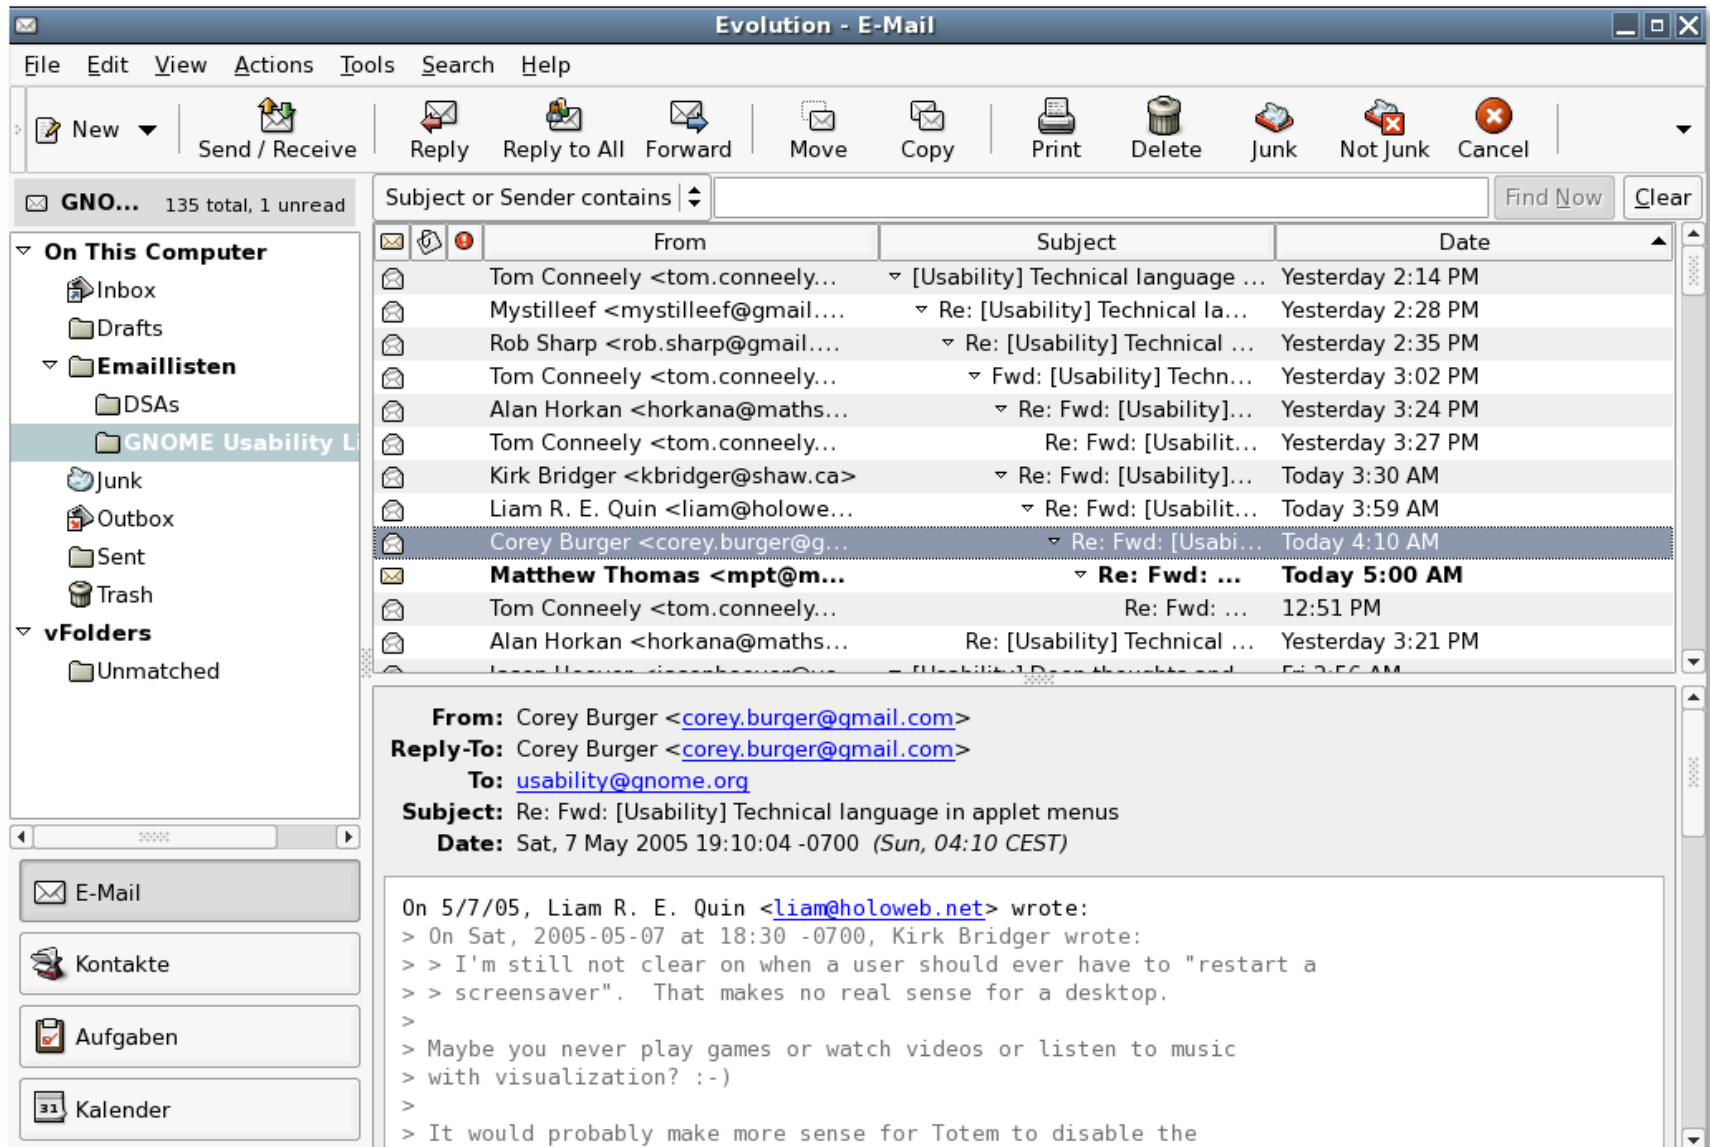 Evolution - E-Mail
File Edit View Actions Tools Search Help
New Send / Receive Reply Reply to All Forward Move Copy Print Delete Junk Not Junk Cancel
GNO... 135 total, 1 unread
Subject or Sender contains Find Now Clear
On This Computer
Inbox
Drafts
Emaillisten
DSAs
GNOME Usability Li
Junk
Outbox
Sent
Trash
vFolders
Unmatched
E-Mail
Kontakte
Aufgaben
31 Kalender
From Subject Date
Tom Conneely <tom.conneely... [Usability] Technical language ... Yesterday 2:14 PM
Mystilleef <mystilleef@gmail.... Re: [Usability] Technical la... Yesterday 2:28 PM
Rob Sharp <rob.sharp@gmail.... Re: [Usability] Technical ... Yesterday 2:35 PM
Tom Conneely <tom.conneely... Fwd: [Usability] Techn... Yesterday 3:02 PM
Alan Horkan <horkana@maths... Re: Fwd: [Usability]... Yesterday 3:24 PM
Tom Conneely <tom.conneely... Re: Fwd: [Usabilit... Yesterday 3:27 PM
Kirk Bridger <kbridger@shaw.ca> Re: Fwd: [Usability]... Today 3:30 AM
Liam R. E. Quin <liam@holowe... Re: Fwd: [Usabilit... Today 3:59 AM
Corey Burger <corey.burger@g... Re: Fwd: [Usabi... Today 4:10 AM
Matthew Thomas <mpt@m... Re: Fwd: ... Today 5:00 AM
Tom Conneely <tom.conneely... Re: Fwd: ... 12:51 PM
Alan Horkan <horkana@maths... Re: [Usability] Technical ... Yesterday 3:21 PM
[Usability] Deep thoughts and Fri 2:56 AM
From: Corey Burger <corey.burger@gmail.com>
Reply-To: Corey Burger <corey.burger@gmail.com>
To: usability@gnome.org
Subject: Re: Fwd: [Usability] Technical language in applet menus
Date: Sat, 7 May 2005 19:10:04 -0700 (Sun, 04:10 CEST)
On 5/7/05, Liam R. E. Quin <liam@holoweb.net> wrote:
> On Sat, 2005-05-07 at 18:30 -0700, Kirk Bridger wrote:
> > I'm still not clear on when a user should ever have to "restart a
> > screensaver".  That makes no real sense for a desktop.
>
> Maybe you never play games or watch videos or listen to music
> with visualization? :-)
>
> It would probably make more sense for Totem to disable the